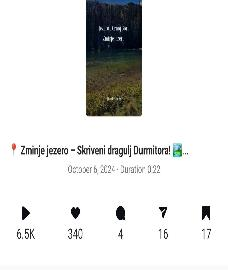 Zminje jezero – Skriveni dragulj Durmitora! 🏞️...
October 6, 2024 · Duration 0:22
6.5K
340
4
16
17